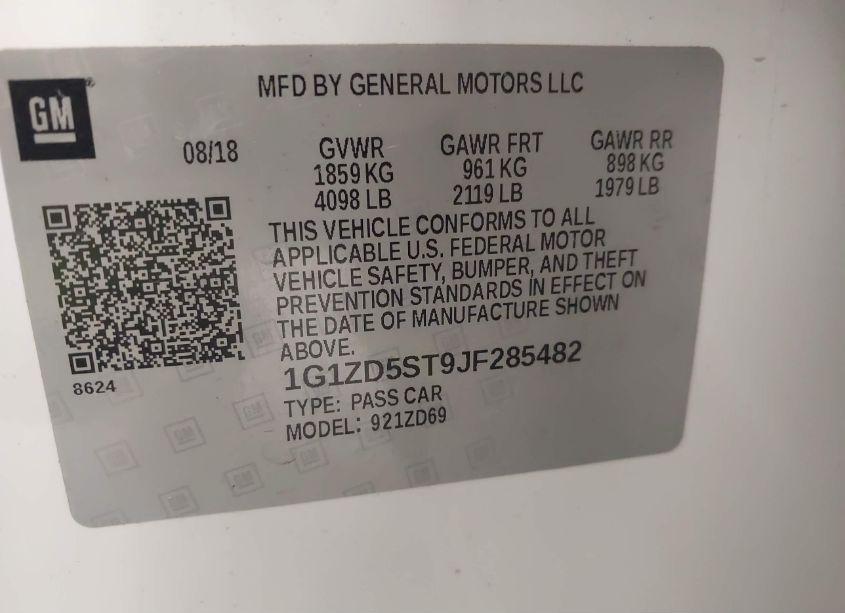 GM
MFD BY GENERAL MOTORS LLC
08/18
GVWR
1859 KG
4098 LB
GAWR FRT
961 KG
2119 LB
GAWR RR
898 KG
1979 LB
THIS VEHICLE CONFORMS TO ALL
APPLICABLE U.S. FEDERAL MOTOR
VEHICLE SAFETY, BUMPER, AND THEFT
PREVENTION STANDARDS IN EFFECT ON
THE DATE OF MANUFACTURE SHOWN
ABOVE.
8624
1G1ZD5ST9JF285482
TYPE: PASS CAR
MODEL: 921ZD69